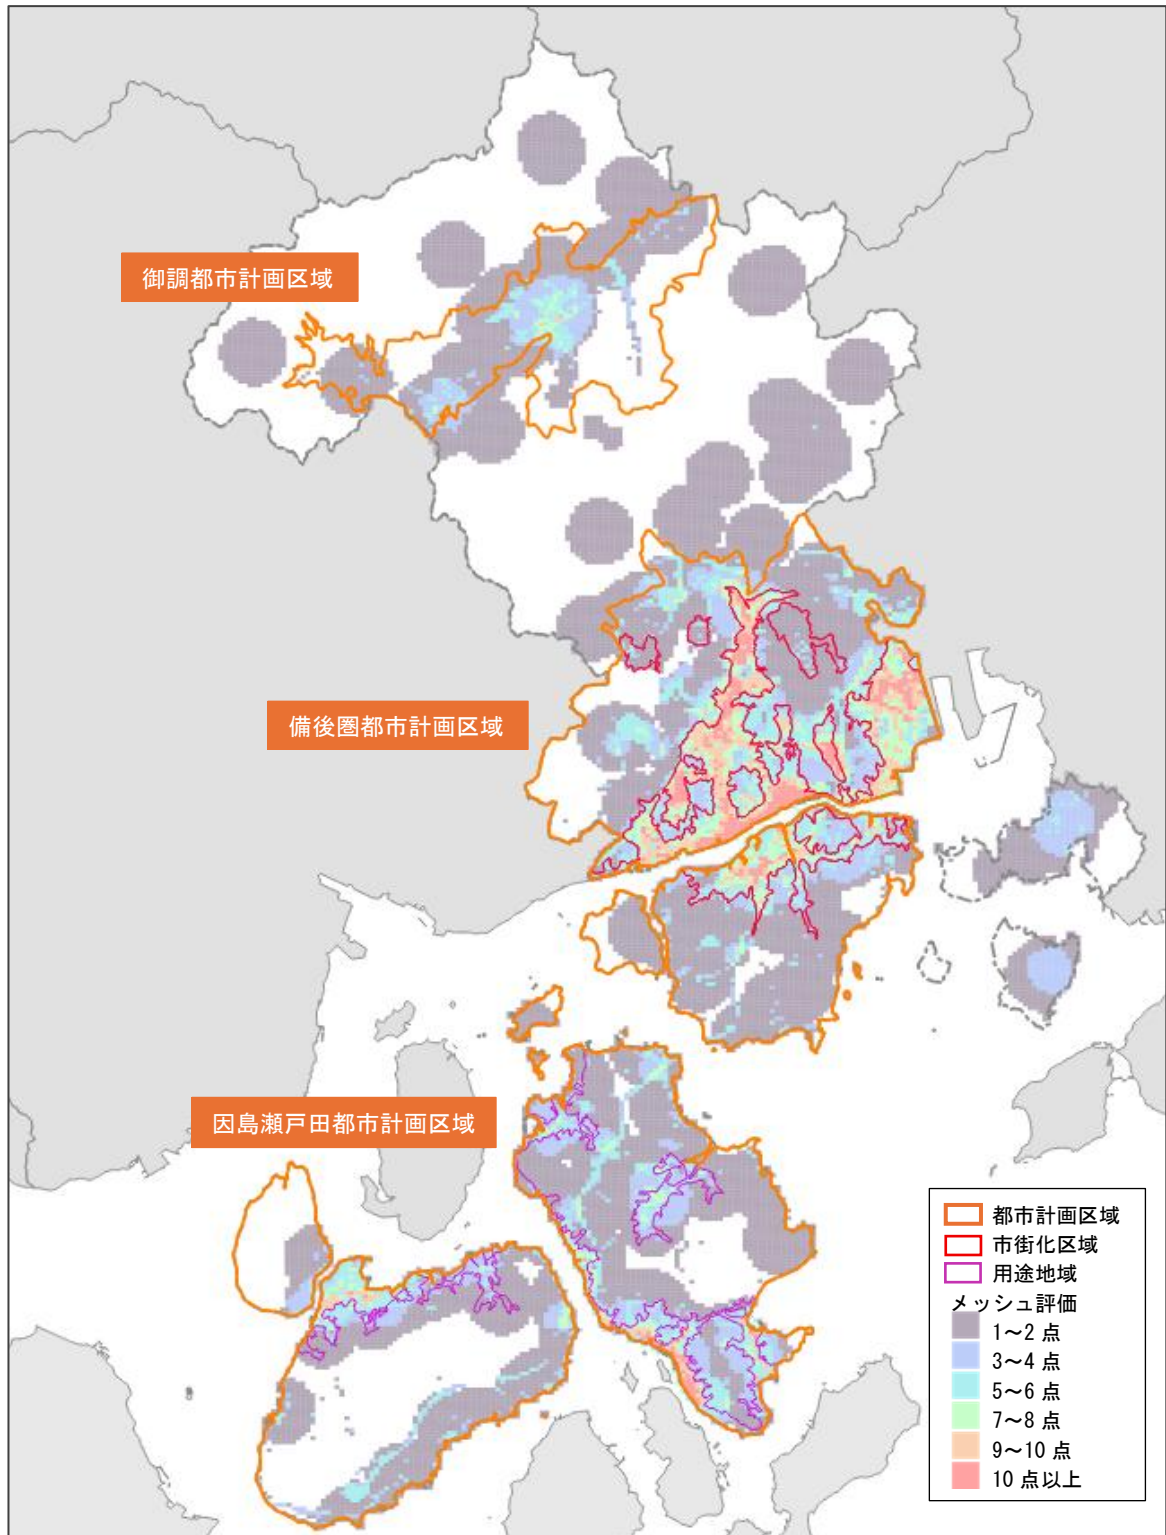 御調都市計画区域
備後圏都市計画区域
因島瀬戸田都市計画区域
都市計画区域
市街化区域
用途地域
メッシュ評価
1～2 点
3～4 点
5～6 点
7～8 点
9～10 点
10 点以上